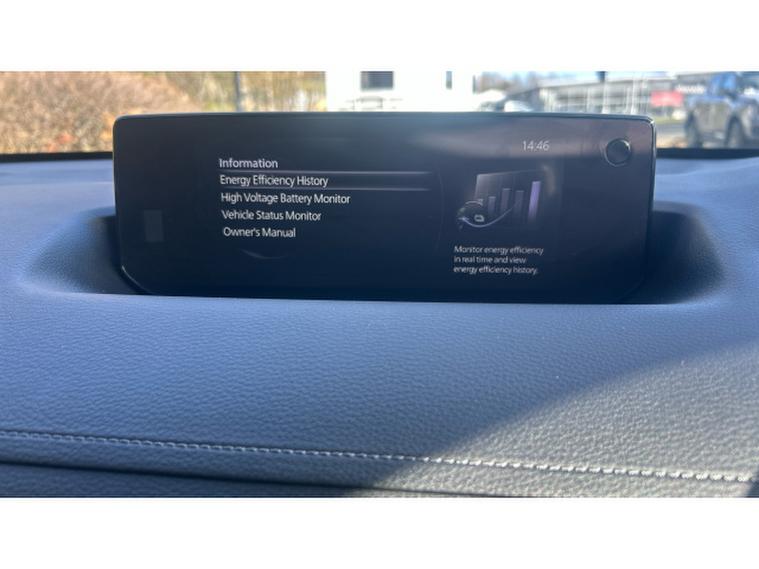 14:46
Information
Energy Efficiency History
High Voltage Battery Monitor
Vehicle Status Monitor
Owner's Manual
Monitor energy efficiency
in real time and view
energy efficiency history.